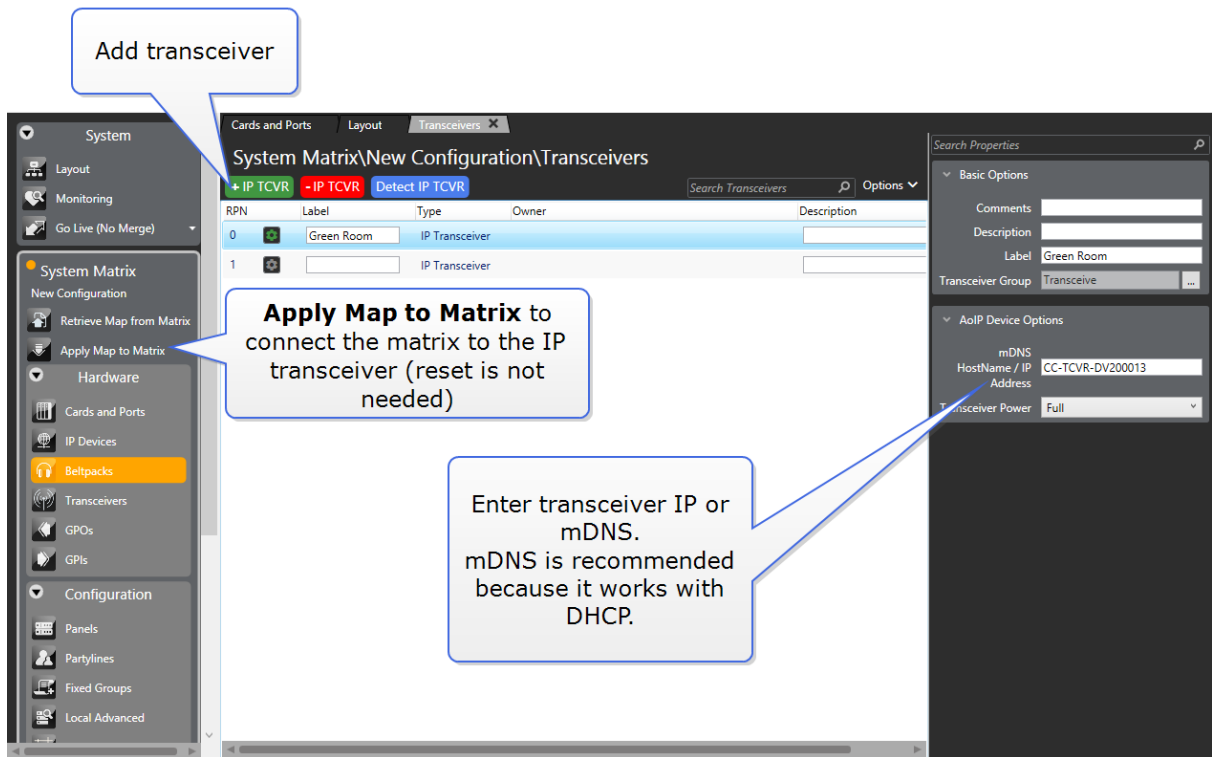 Add transceiver
System
Layout
Monitoring
Go Live (No Merge)
System Matrix
New Configuration
Retrieve Map from Matrix
Apply Map to Matrix
Hardware
Cards and Ports
IP Devices
Beltpacks
Transceivers
GPOs
GPIs
Configuration
Panels
Partylines
Fixed Groups
Local Advanced
Cards and Ports Layout Transceivers X
System Matrix\New Configuration\Transceivers
+ IP TCVR - IP TCVR Detect IP TCVR Search Transceivers Options
RPN Label Type Owner Description
0 Green Room IP Transceiver
1 IP Transceiver
Apply Map to Matrix to
connect the matrix to the IP
transceiver (reset is not
needed)
Enter transceiver IP or
mDNS.
mDNS is recommended
because it works with
DHCP.
Search Properties
Basic Options
Comments
Description
Label Green Room
Transceiver Group Transceive ...
AoIP Device Options
mDNS
HostName / IP CC-TCVR-DV200013
Address
Transceiver Power Full